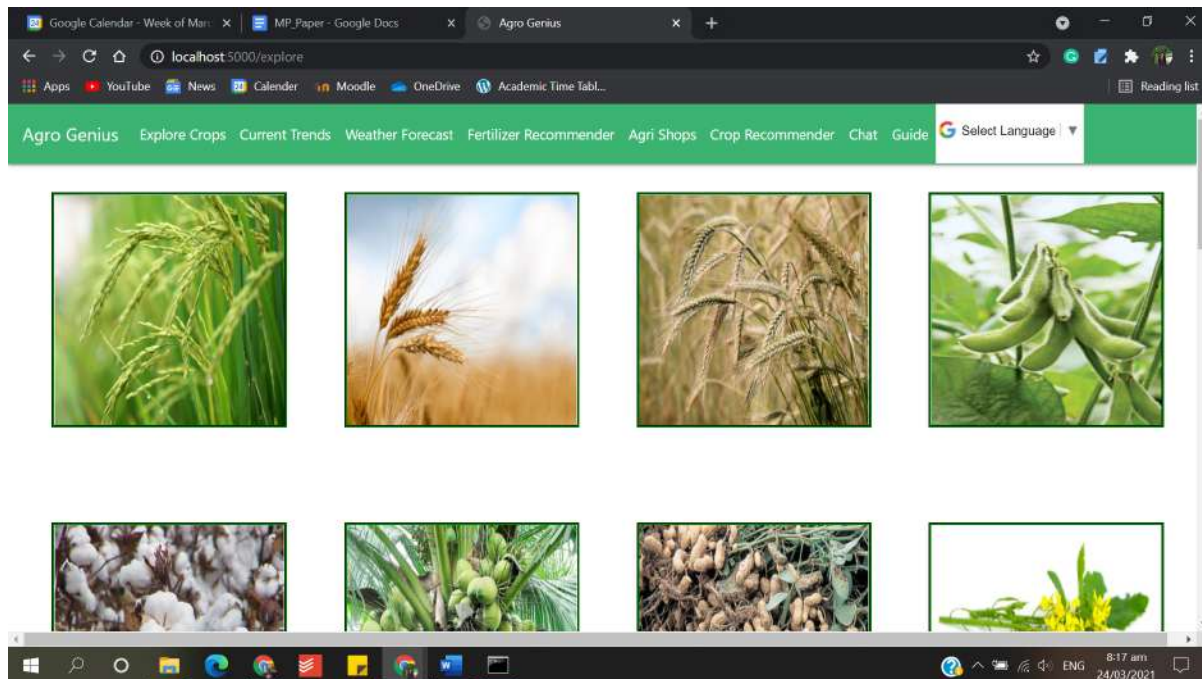 Google Calendar - Week of Marc
MP_Paper - Google Docs
Agro Genius
localhost:5000/explore
Apps
YouTube
News
Calender
Moodle
OneDrive
Academic Time Tabl...
Reading list
Agro Genius
Explore Crops
Current Trends
Weather Forecast
Fertilizer Recommender
Agri Shops
Crop Recommender
Chat
Guide
Select Language
ENG
8:17 am
24/03/2021